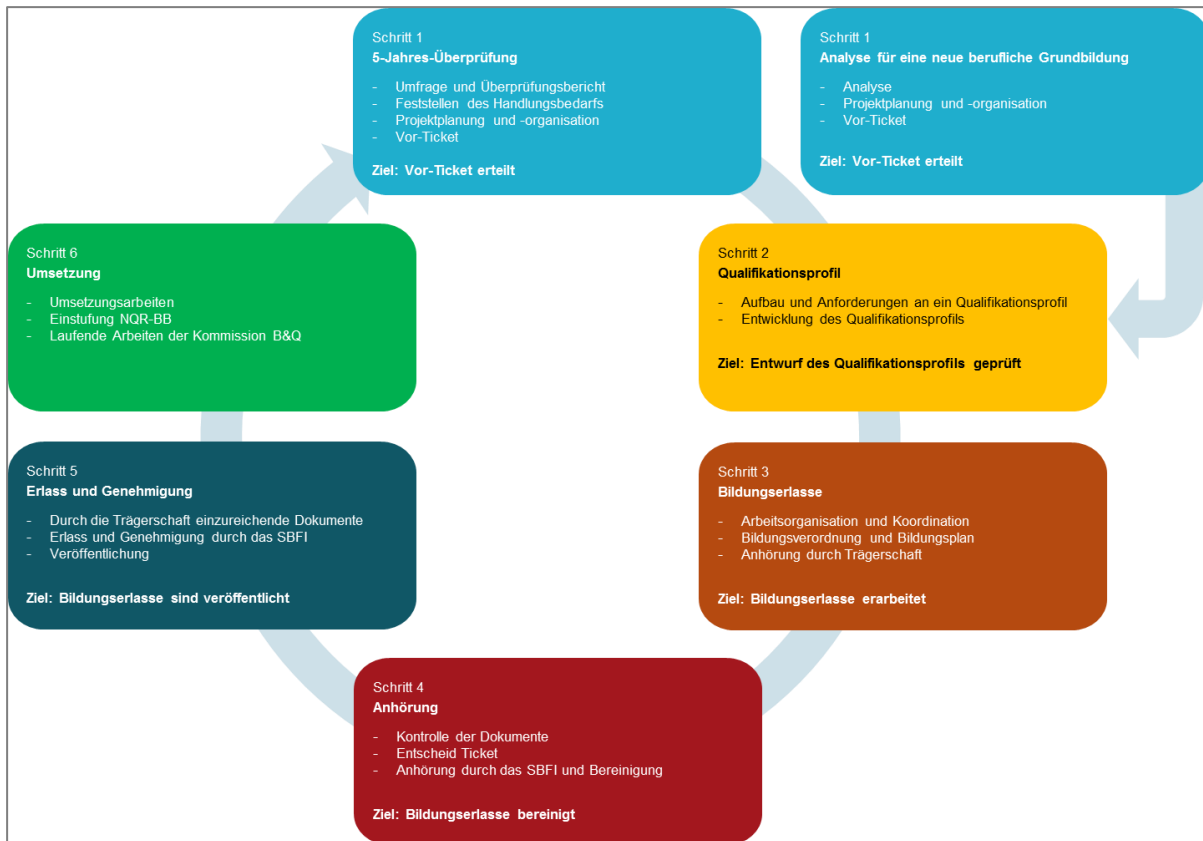 Schritt 1
5-Jahres-Überprüfung
- Umfrage und Überprüfungsbericht
- Feststellen des Handlungsbedarfs
- Projektplanung und -organisation
- Vor-Ticket
Ziel: Vor-Ticket erteilt
Schritt 1
Analyse für eine neue berufliche Grundbildung
- Analyse
- Projektplanung und -organisation
- Vor-Ticket
Ziel: Vor-Ticket erteilt
Schritt 2
Qualifikationsprofil
- Aufbau und Anforderungen an ein Qualifikationsprofil
- Entwicklung des Qualifikationsprofils
Ziel: Entwurf des Qualifikationsprofils geprüft
Schritt 3
Bildungserlasse
- Arbeitsorganisation und Koordination
- Bildungsverordnung und Bildungsplan
- Anhörung durch Trägerschaft
Ziel: Bildungserlasse erarbeitet
Schritt 4
Anhörung
- Kontrolle der Dokumente
- Entscheid Ticket
- Anhörung durch das SBFI und Bereinigung
Ziel: Bildungserlasse bereinigt
Schritt 5
Erlass und Genehmigung
- Durch die Trägerschaft einzureichende Dokumente
- Erlass und Genehmigung durch das SBFI
- Veröffentlichung
Ziel: Bildungserlasse sind veröffentlicht
Schritt 6
Umsetzung
- Umsetzungsarbeiten
- Einstufung NQR-BB
- Laufende Arbeiten der Kommission B&Q